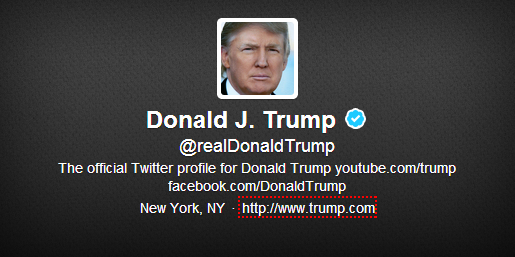 Donald J. Trump
@realDonaldTrump
The official Twitter profile for Donald Trump youtube.com/trump
facebook.com/DonaldTrump
New York, NY · http://www.trump.com